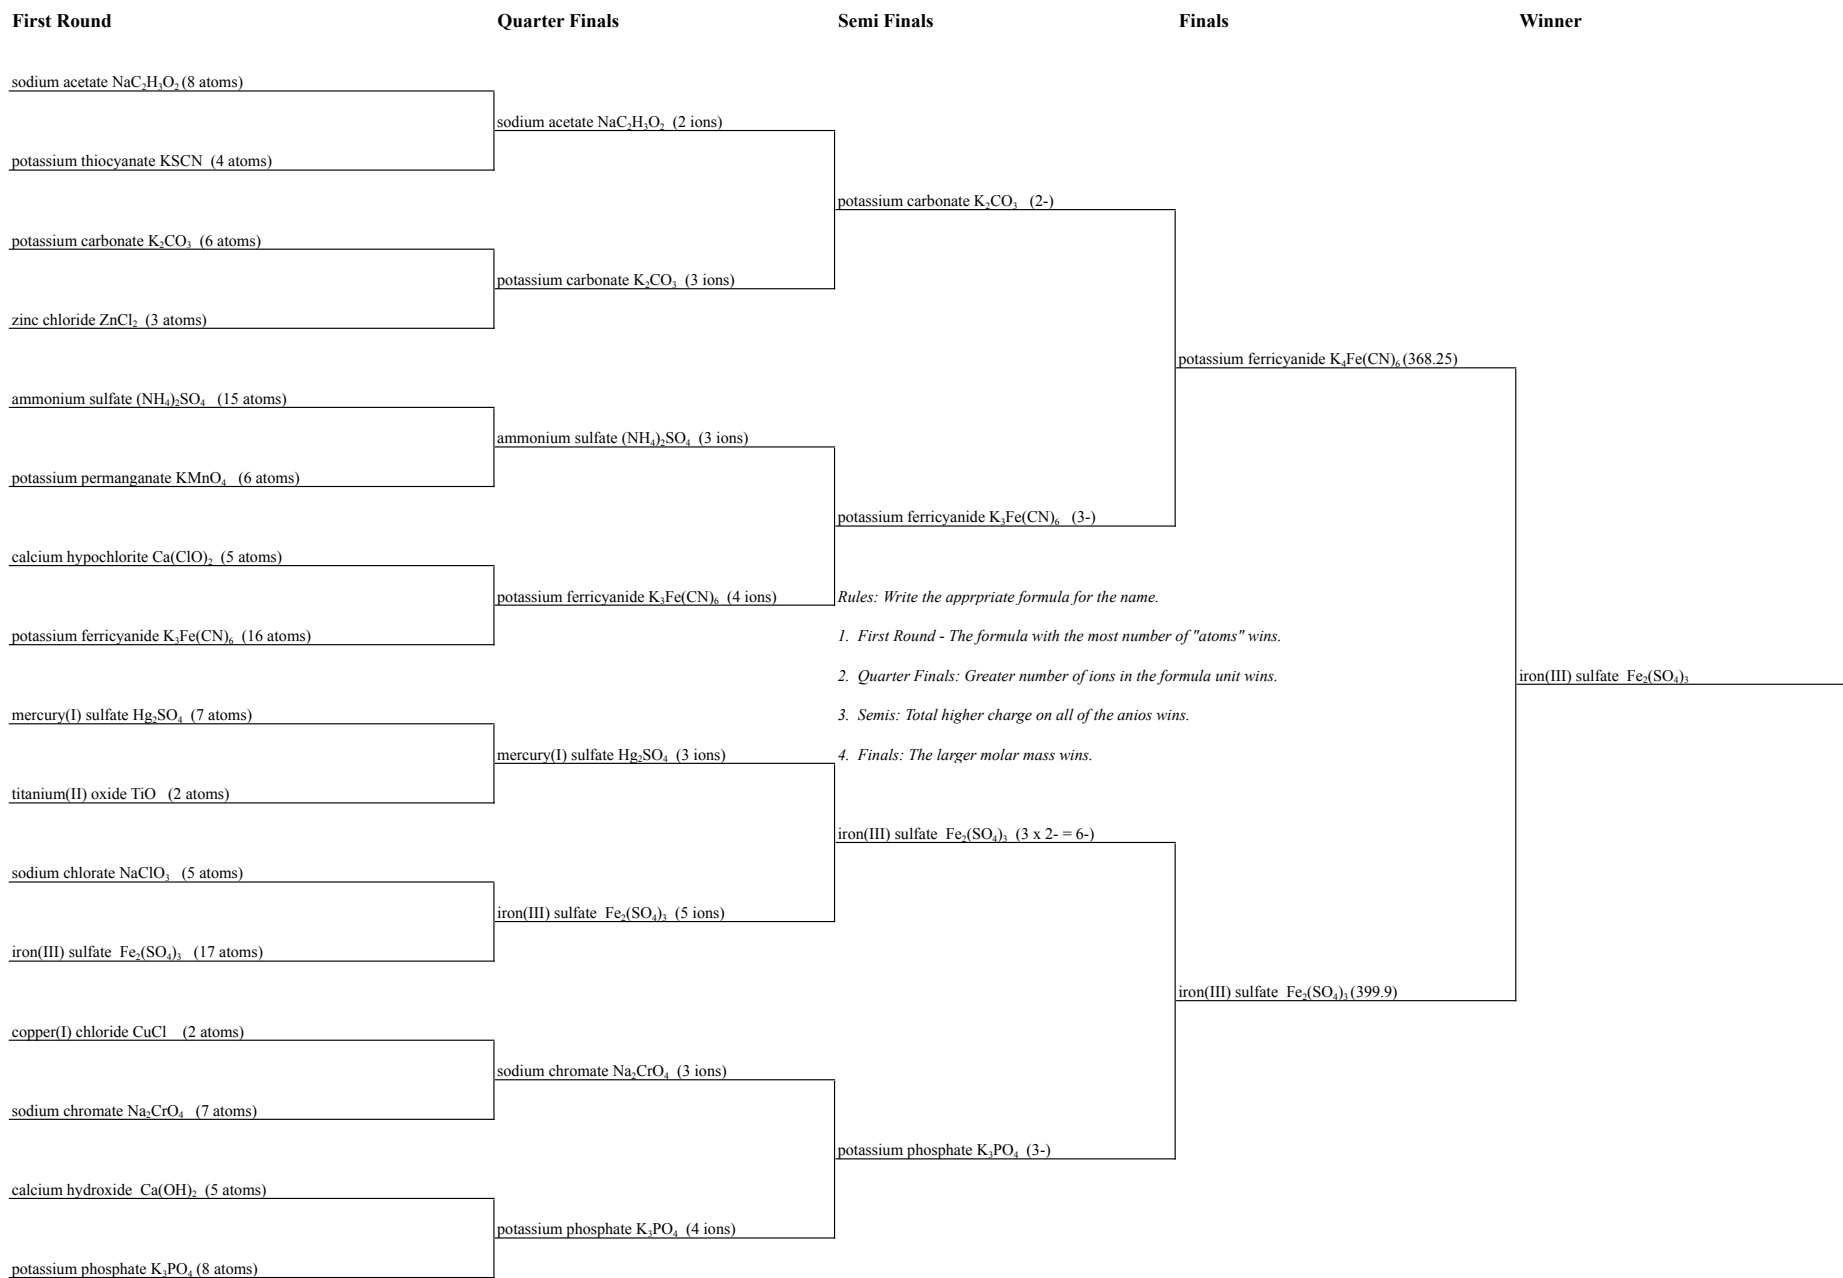 First Round
Quarter Finals
Semi Finals
Finals
Winner
sodium acetate NaC₂H₃O₂ (8 atoms)
sodium acetate NaC₂H₃O₂ (2 ions)
potassium thiocyanate KSCN (4 atoms)
potassium carbonate K₂CO₃ (2-)
potassium carbonate K₂CO₃ (6 atoms)
potassium carbonate K₂CO₃ (3 ions)
zinc chloride ZnCl₂ (3 atoms)
potassium ferricyanide K₄Fe(CN)₆ (368.25)
ammonium sulfate (NH₄)₂SO₄ (15 atoms)
ammonium sulfate (NH₄)₂SO₄ (3 ions)
potassium permanganate KMnO₄ (6 atoms)
potassium ferricyanide K₃Fe(CN)₆ (3-)
calcium hypochlorite Ca(ClO)₂ (5 atoms)
potassium ferricyanide K₃Fe(CN)₆ (4 ions)
Rules: Write the apprpriate formula for the name.
potassium ferricyanide K₃Fe(CN)₆ (16 atoms)
1. First Round - The formula with the most number of "atoms" wins.
2. Quarter Finals: Greater number of ions in the formula unit wins.
iron(III) sulfate Fe₂(SO₄)₃
mercury(I) sulfate Hg₂SO₄ (7 atoms)
3. Semis: Total higher charge on all of the anios wins.
mercury(I) sulfate Hg₂SO₄ (3 ions)
4. Finals: The larger molar mass wins.
titanium(II) oxide TiO (2 atoms)
iron(III) sulfate Fe₂(SO₄)₃ (3 x 2- = 6-)
sodium chlorate NaClO₃ (5 atoms)
iron(III) sulfate Fe₂(SO₄)₃ (5 ions)
iron(III) sulfate Fe₂(SO₄)₃ (17 atoms)
iron(III) sulfate Fe₂(SO₄)₃ (399.9)
copper(I) chloride CuCl (2 atoms)
sodium chromate Na₂CrO₄ (3 ions)
sodium chromate Na₂CrO₄ (7 atoms)
potassium phosphate K₃PO₄ (3-)
calcium hydroxide Ca(OH)₂ (5 atoms)
potassium phosphate K₃PO₄ (4 ions)
potassium phosphate K₃PO₄ (8 atoms)